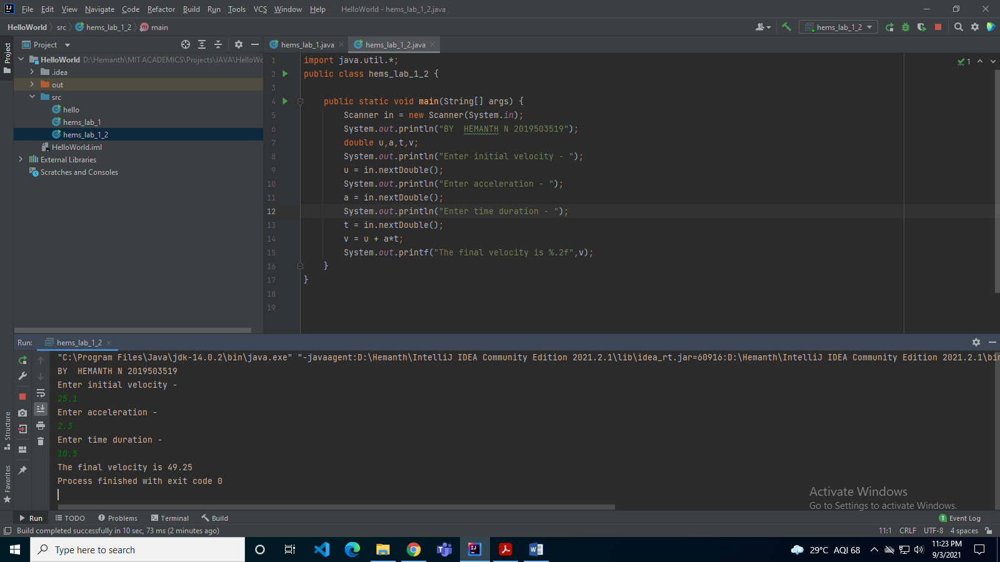 File Edit View Navigate Code Refactor Build Run Tools VCS Window Help HelloWorld - hems_lab_1_2.java
HelloWorld src hems_lab_1_2 main hems_lab_1_2
Project
Project
hems_lab_1.java hems_lab_1_2.java
HelloWorld D:\Hemanth\MIT ACADEMICS\Projects\JAVA\HelloWo
.idea
out
src
hello
hems_lab_1
hems_lab_1_2
HelloWorld.iml
External Libraries
Scratches and Consoles
1 import java.util.*;
2 public class hems_lab_1_2 {
3
4 public static void main(String[] args) {
5 Scanner in = new Scanner(System.in);
6 System.out.println("BY  HEMANTH N 2019503519");
7 double u,a,t,v;
8 System.out.println("Enter initial velocity - ");
9 u = in.nextDouble();
10 System.out.println("Enter acceleration - ");
11 a = in.nextDouble();
12 System.out.println("Enter time duration - ");
13 t = in.nextDouble();
14 v = u + a*t;
15 System.out.printf("The final velocity is %.2f",v);
16 }
17 }
18
19
1
Run: hems_lab_1_2
"C:\Program Files\Java\jdk-14.0.2\bin\java.exe" "-javaagent:D:\Hemanth\IntelliJ IDEA Community Edition 2021.2.1\lib\idea_rt.jar=60916:D:\Hemanth\IntelliJ IDEA Community Edition 2021.2.1\bin
BY  HEMANTH N 2019503519
Enter initial velocity -
25.1
Enter acceleration -
2.3
Enter time duration -
10.5
The final velocity is 49.25
Process finished with exit code 0
Structure
Favorites
Activate Windows
Go to Settings to activate Windows.
Run TODO Problems Terminal Build 1 Event Log
Build completed successfully in 10 sec, 73 ms (2 minutes ago) 11:1 CRLF UTF-8 4 spaces
Type here to search
29°C AQI 68
11:23 PM
9/3/2021